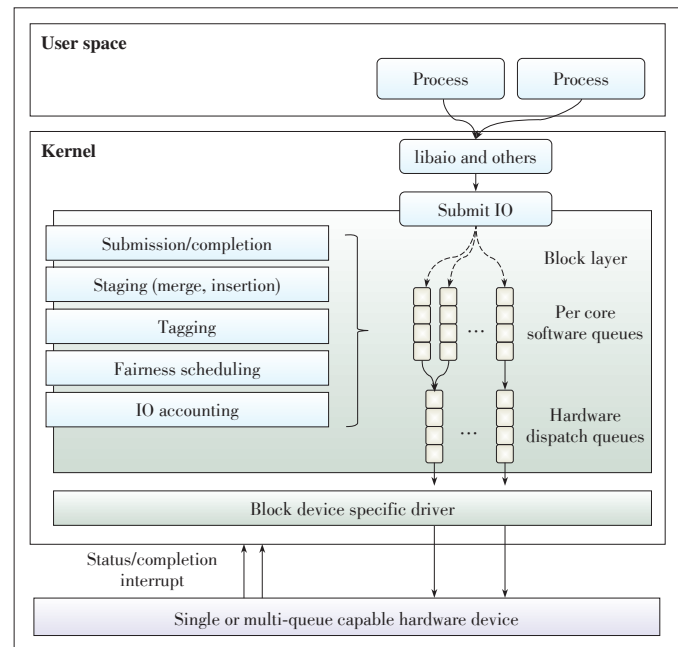 User space
Process
Process
Kernel
libaio and others
Submit IO
Submission/completion
Staging (merge, insertion)
Tagging
Fairness scheduling
IO accounting
Block layer
Per core
software queues
...
Hardware
dispatch queues
...
Block device specific driver
Status/completion
interrupt
Single or multi-queue capable hardware device